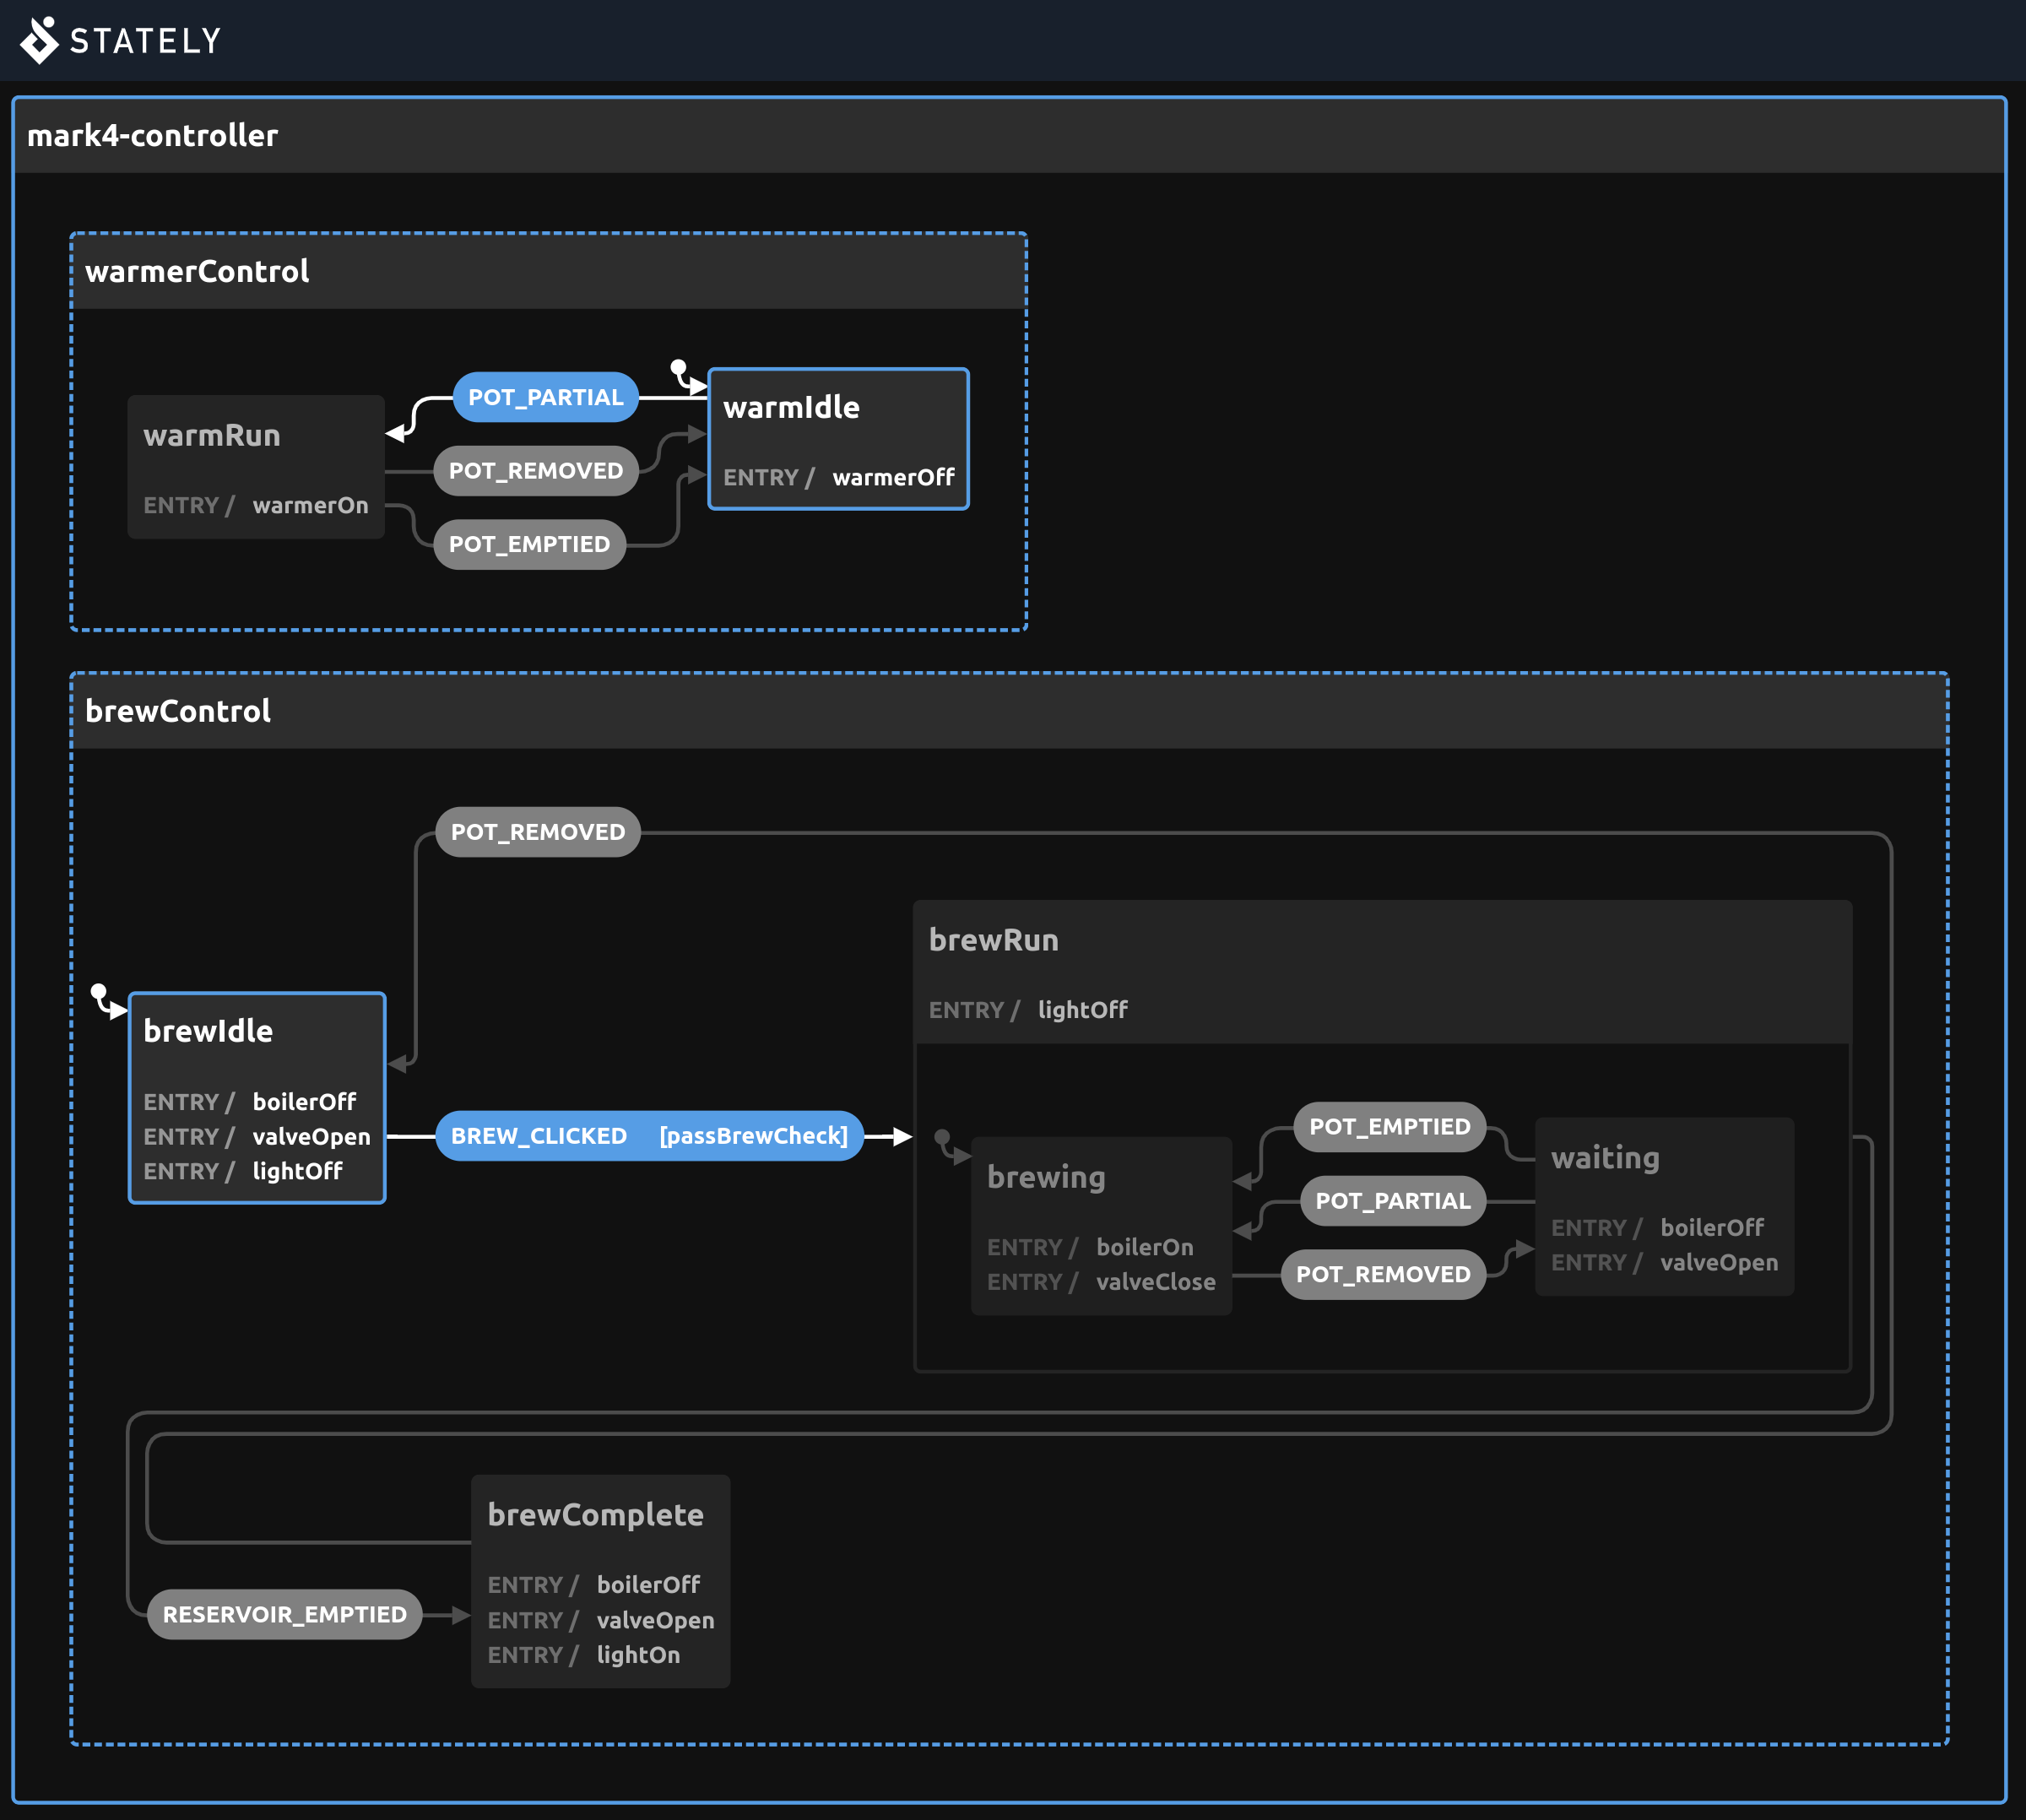 STATELY
mark4-controller
warmerControl
POT_PARTIAL
warmIdle
warmRun
POT_REMOVED
ENTRY / warmerOff
ENTRY / warmerOn
POT_EMPTIED
brewControl
POT_REMOVED
brewRun
ENTRY / lightOff
brewIdle
ENTRY / boilerOff
ENTRY / valveOpen
ENTRY / lightOff
BREW_CLICKED [passBrewCheck]
POT_EMPTIED
waiting
brewing
POT_PARTIAL
ENTRY / boilerOff
ENTRY / boilerOn
ENTRY / valveOpen
POT_REMOVED
ENTRY / valveClose
brewComplete
ENTRY / boilerOff
RESERVOIR_EMPTIED
ENTRY / valveOpen
ENTRY / lightOn